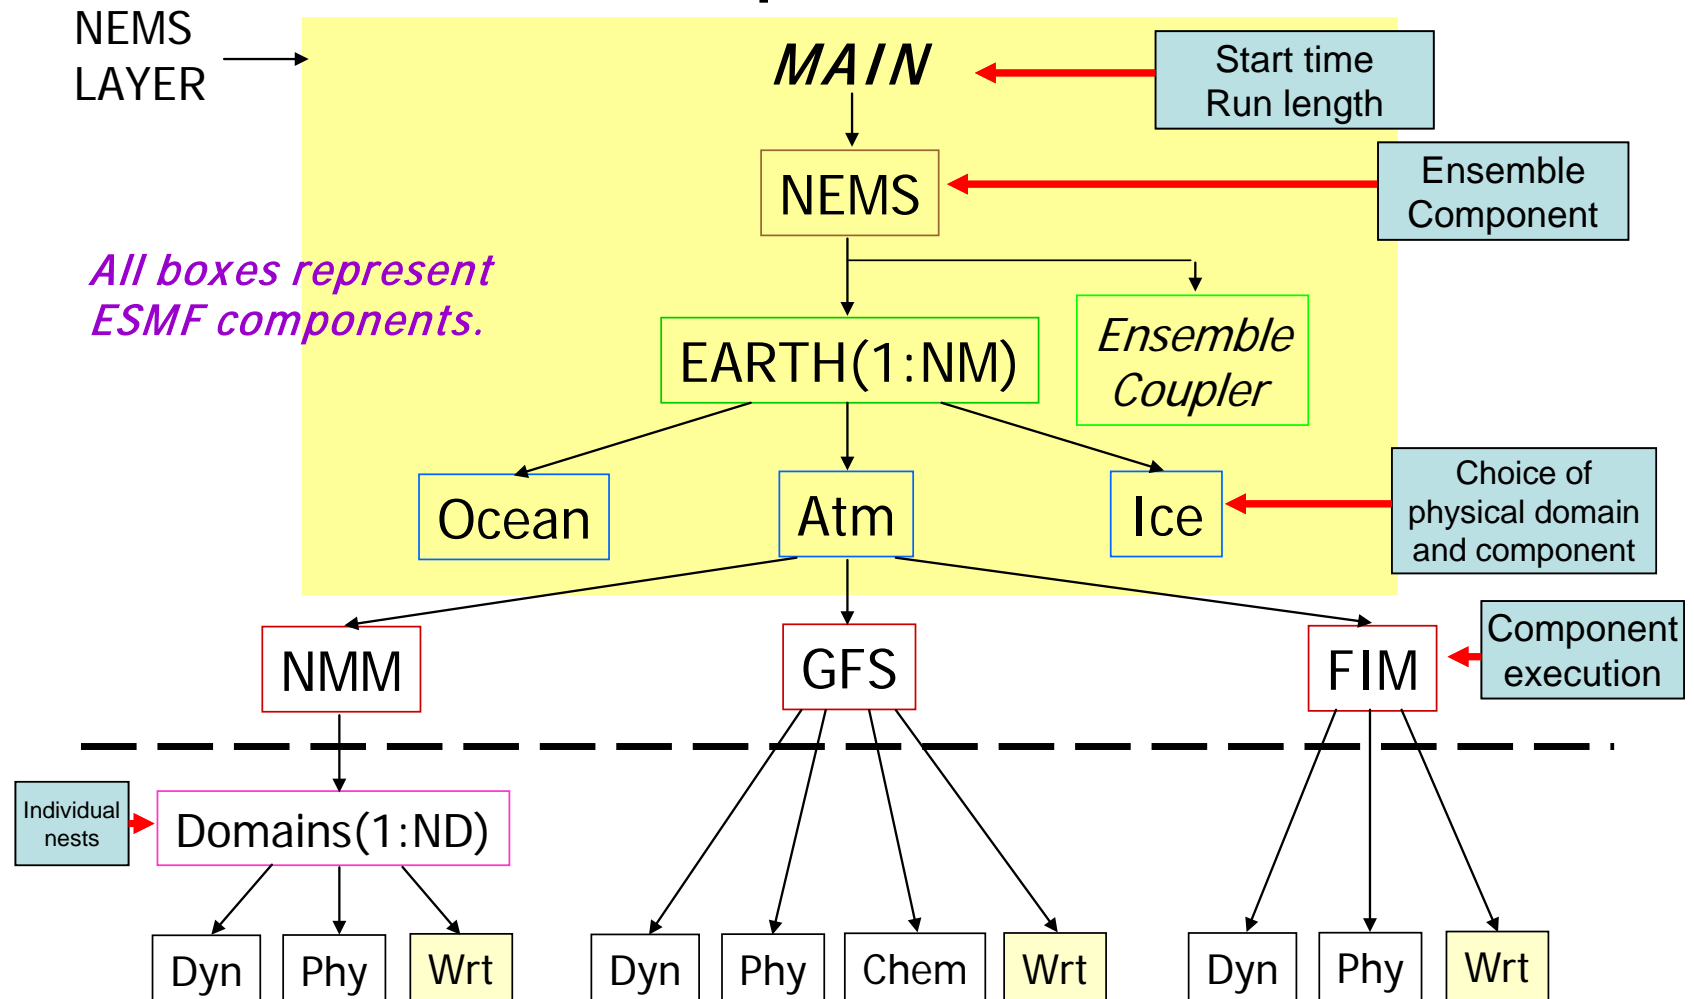 NEMS
LAYER
MAIN
Start time
Run length
NEMS
Ensemble
Component
All boxes represent
ESMF components.
EARTH(1:NM)
Ensemble
Coupler
Ocean
Atm
Ice
Choice of
physical domain
and component
NMM
GFS
FIM
Component
execution
Individual
nests
Domains(1:ND)
Dyn
Phy
Wrt
Dyn
Phy
Chem
Wrt
Dyn
Phy
Wrt